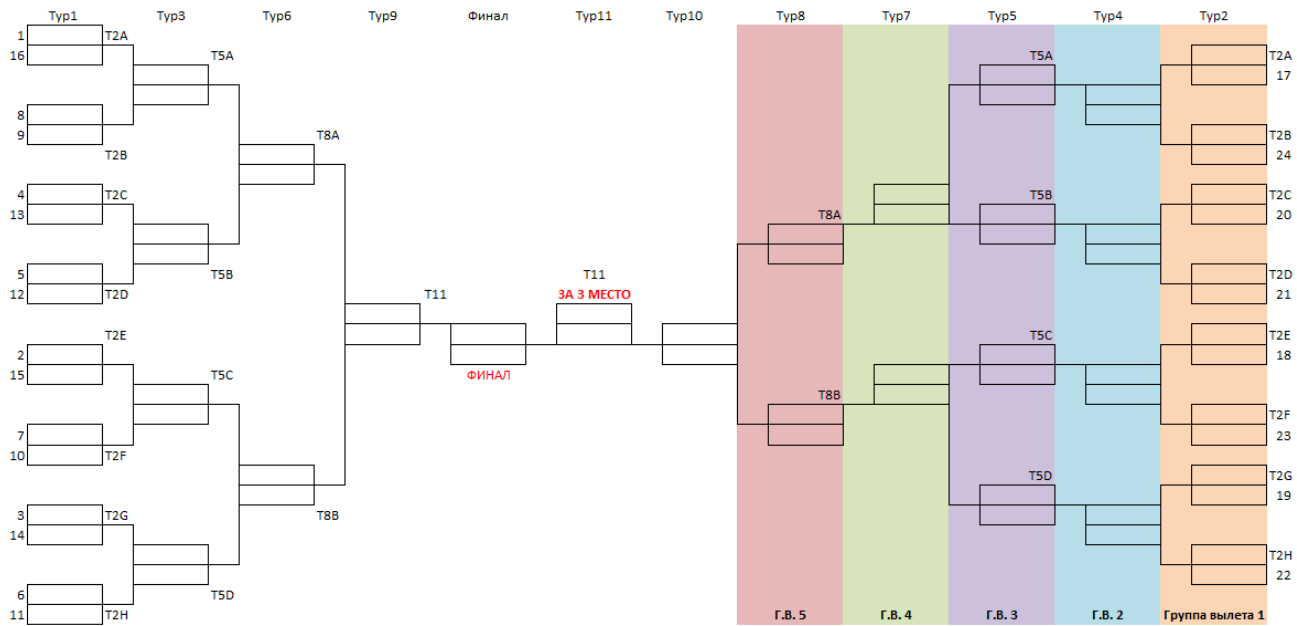 Тур1 Тур3 Тур6 Тур9 Финал Тур11 Тур10 Тур8 Тур7 Тур5 Тур4 Тур2
1 T2A
16
T5A T5A T2A
17
8
9
T2B
T8A T2B
24
4 T2C T5B T2C
13 20
T8A
5 T5B T11 T2D
12 T2D T11 ЗА 3 МЕСТО 21
T2E T5C T2E
2 18
15
T5C ФИНАЛ
T8B
7 T2F
10 T2F 23
T2G
3 T2G T5D 19
14 T8B
T2H
22
6 T5D
11 T2H Г.В. 5 Г.В. 4 Г.В. 3 Г.В. 2 Группа вылета 1